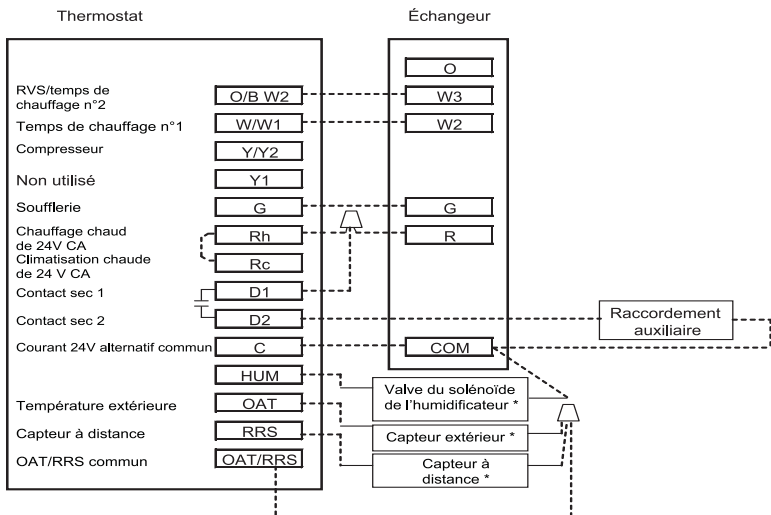 Thermostat
Échangeur
O
RVS/temps de
chauffage n°2
O/B W2
W3
Temps de chauffage n°1
W/W1
W2
Compresseur
Y/Y2
Non utilisé
Y1
Soufflerie
G
G
Chauffage chaud
de 24V CA
Rh
R
Climatisation chaude
de 24 V CA
Rc
Contact sec 1
D1
Contact sec 2
D2
Raccordement
auxiliaire
Courant 24V alternatif commun
C
COM
HUM
Valve du solénoïde
de l'humidificateur *
Température extérieure
OAT
Capteur extérieur *
Capteur à distance
RRS
Capteur à
distance *
OAT/RRS commun
OAT/RRS